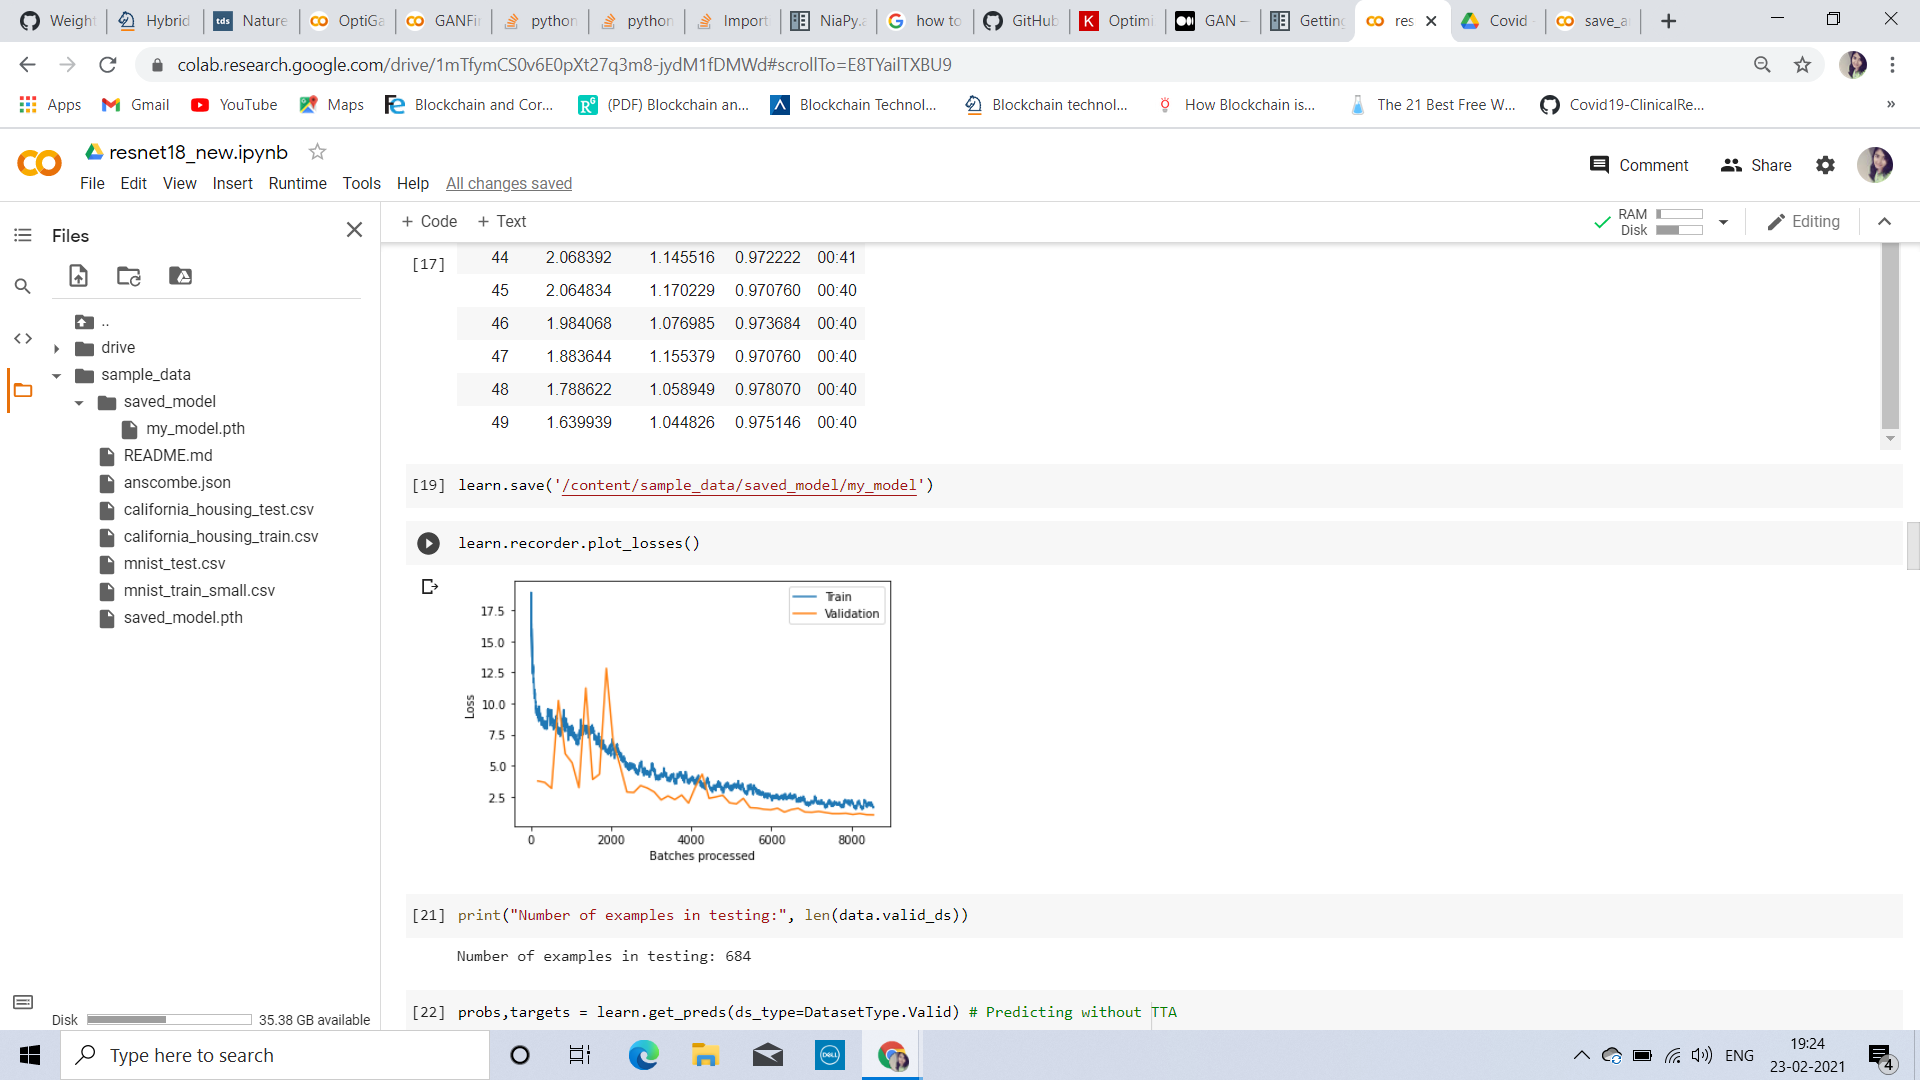 Weight
Hybrid
tds
Nature
OptiGa
GANFi
python
python
Import
NiaPy.a
how to
GitHub
K
Optimi
GAN –
Getting
res
Covid
save_a
colab.research.google.com/drive/1mTfymCS0v6E0pXt27q3m8-jydM1fDMWd#scrollTo=E8TYailTXBU9
Apps
Gmail
YouTube
Maps
Blockchain and Cor...
(PDF) Blockchain an...
Blockchain Technol...
Blockchain technol...
How Blockchain is...
The 21 Best Free W...
Covid19-ClinicalRe...
»
resnet18_new.ipynb
File Edit View Insert Runtime Tools Help All changes saved
Comment
Share
Files
+ Code + Text
RAM
Disk
Editing
..
drive
sample_data
saved_model
my_model.pth
README.md
anscombe.json
california_housing_test.csv
california_housing_train.csv
mnist_test.csv
mnist_train_small.csv
saved_model.pth
Disk 35.38 GB available
[17]
44 2.068392 1.145516 0.972222 00:41
45 2.064834 1.170229 0.970760 00:40
46 1.984068 1.076985 0.973684 00:40
47 1.883644 1.155379 0.970760 00:40
48 1.788622 1.058949 0.978070 00:40
49 1.639939 1.044826 0.975146 00:40
[19] learn.save('/content/sample_data/saved_model/my_model')
learn.recorder.plot_losses()
Train
Validation
17.5
15.0
12.5
10.0
7.5
5.0
2.5
Loss
0 2000 4000 6000 8000
Batches processed
[21] print("Number of examples in testing:", len(data.valid_ds))
Number of examples in testing: 684
[22] probs,targets = learn.get_preds(ds_type=DatasetType.Valid) # Predicting without TTA
Type here to search
DELL
ENG
19:24
23-02-2021
4